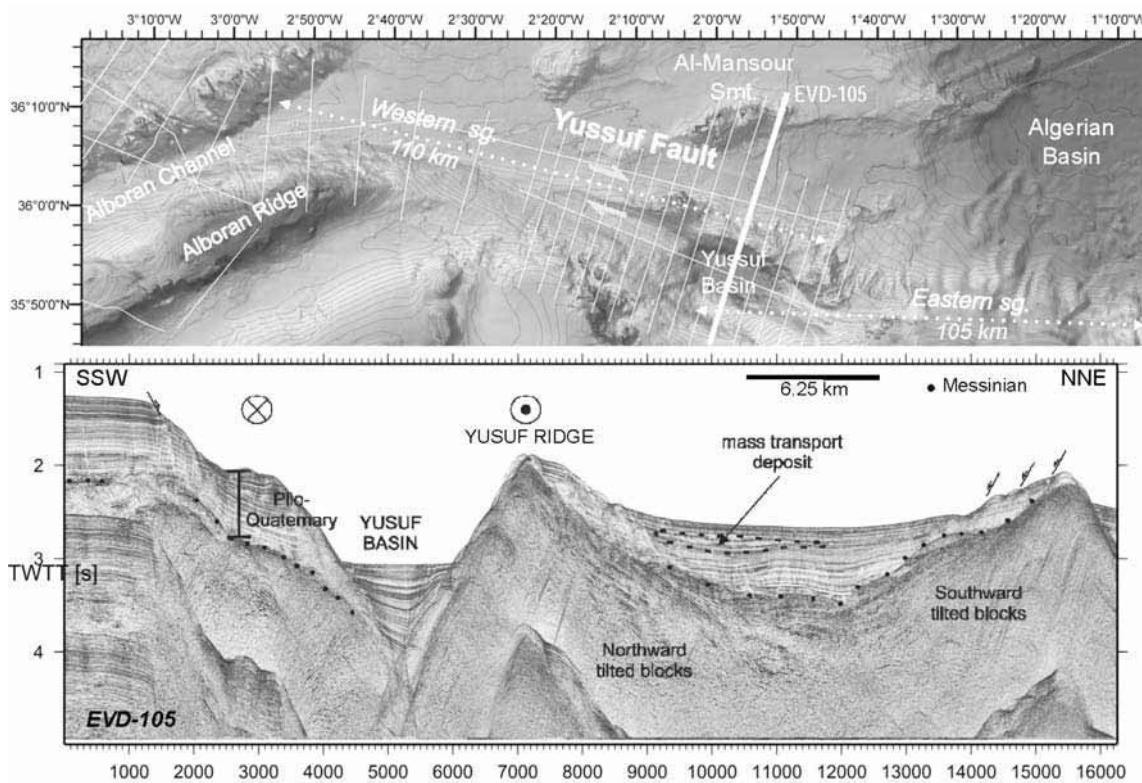 3°10'0"W 3°0'0"W 2°50'0"W 2°40'0"W 2°30'0"W 2°20'0"W 2°10'0"W 2°0'0"W 1°50'0"W 1°40'0"W 1°30'0"W 1°20'0"W 1°10'0"W
Al-Mansour
Smt.
EVD-105
36°10'0"N
Western sg.
110 km
Yussuf Fault
Algerian
Basin
Alboran Channel
36°0'0"N
Alboran Ridge
Yussuf
Basin
35°50'0"N
Eastern sg.
105 km
SSW
NNE
6.25 km
Messinian
YUSUF RIDGE
mass transport
deposit
Plio-
Quaternary
YUSUF
BASIN
1
2
3
TWTT [s]
4
Northward
tilted blocks
Southward
tilted blocks
EVD-105
1000 2000 3000 4000 5000 6000 7000 8000 9000 10000 11000 12000 13000 14000 15000 16000